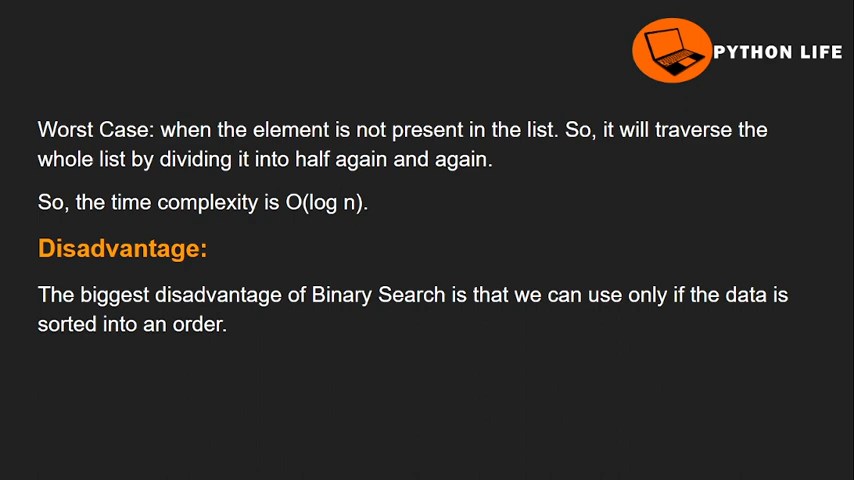 PYTHON LIFE
Worst Case: when the element is not present in the list. So, it will traverse the
whole list by dividing it into half again and again.
So, the time complexity is O(log n).
Disadvantage:
The biggest disadvantage of Binary Search is that we can use only if the data is
sorted into an order.